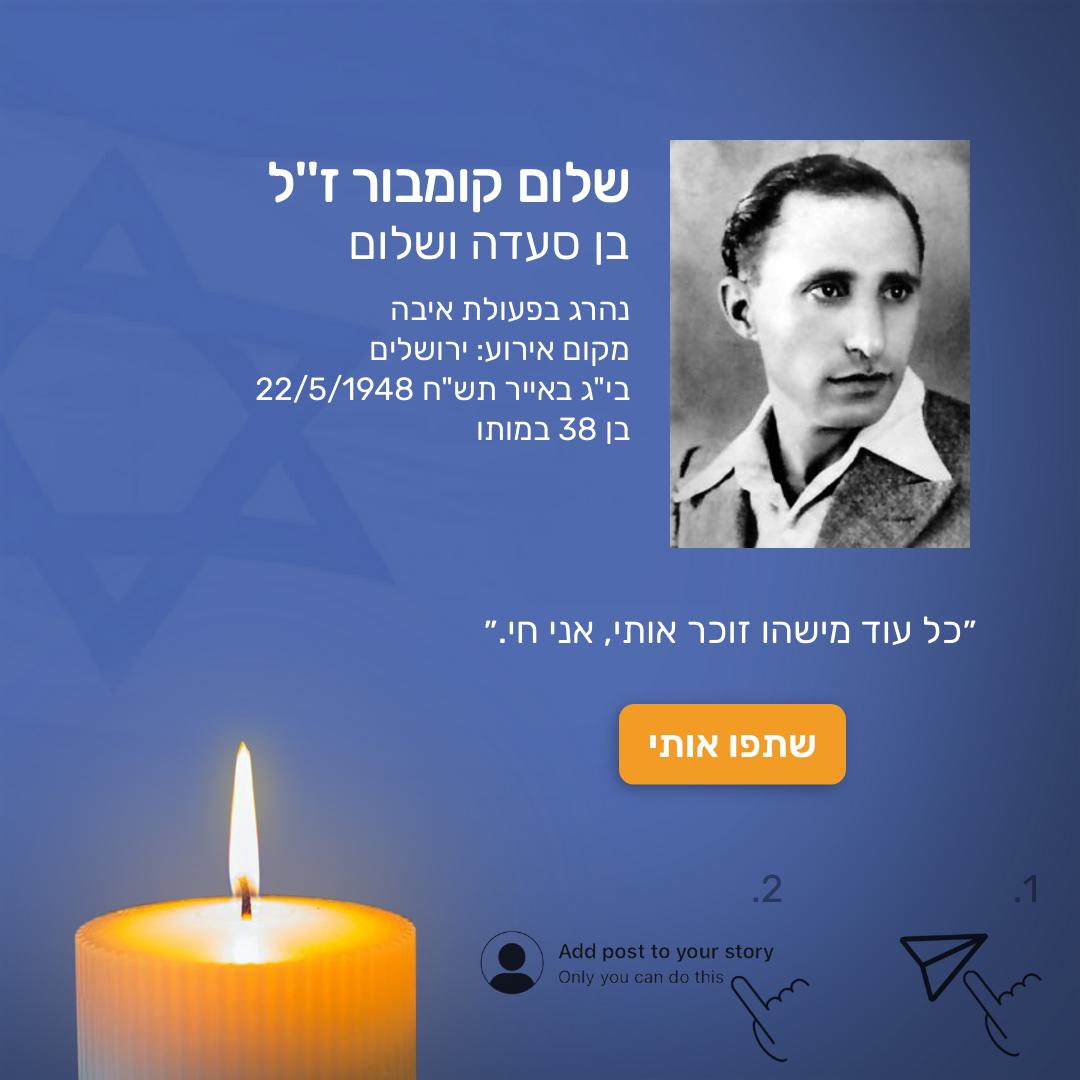 שלום קומבור ז"ל
בן סעדה ושלום
נהרג בפעולת איבה
מקום אירוע: ירושלים
בי"ג באייר תש"ח 22/5/1948
בן 38 במותו
״כל עוד מישהו זוכר אותי, אני חי.״
שתפו אותי
.1
.2
Add post to your story
Only you can do this